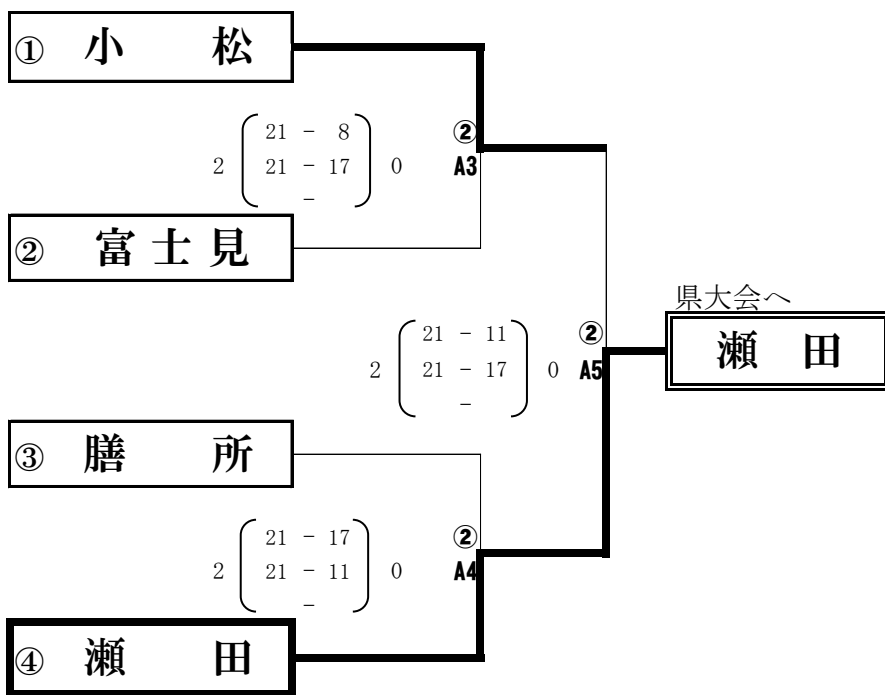 ① 小 松
21 - 8 ②
2 21 - 17 0 A3
-
② 富 士 見
県大会へ
21 - 11 ②
2 21 - 17 0 A5
-
瀬 田
③ 膳 所
21 - 17 ②
2 21 - 11 0 A4
-
④ 瀬 田